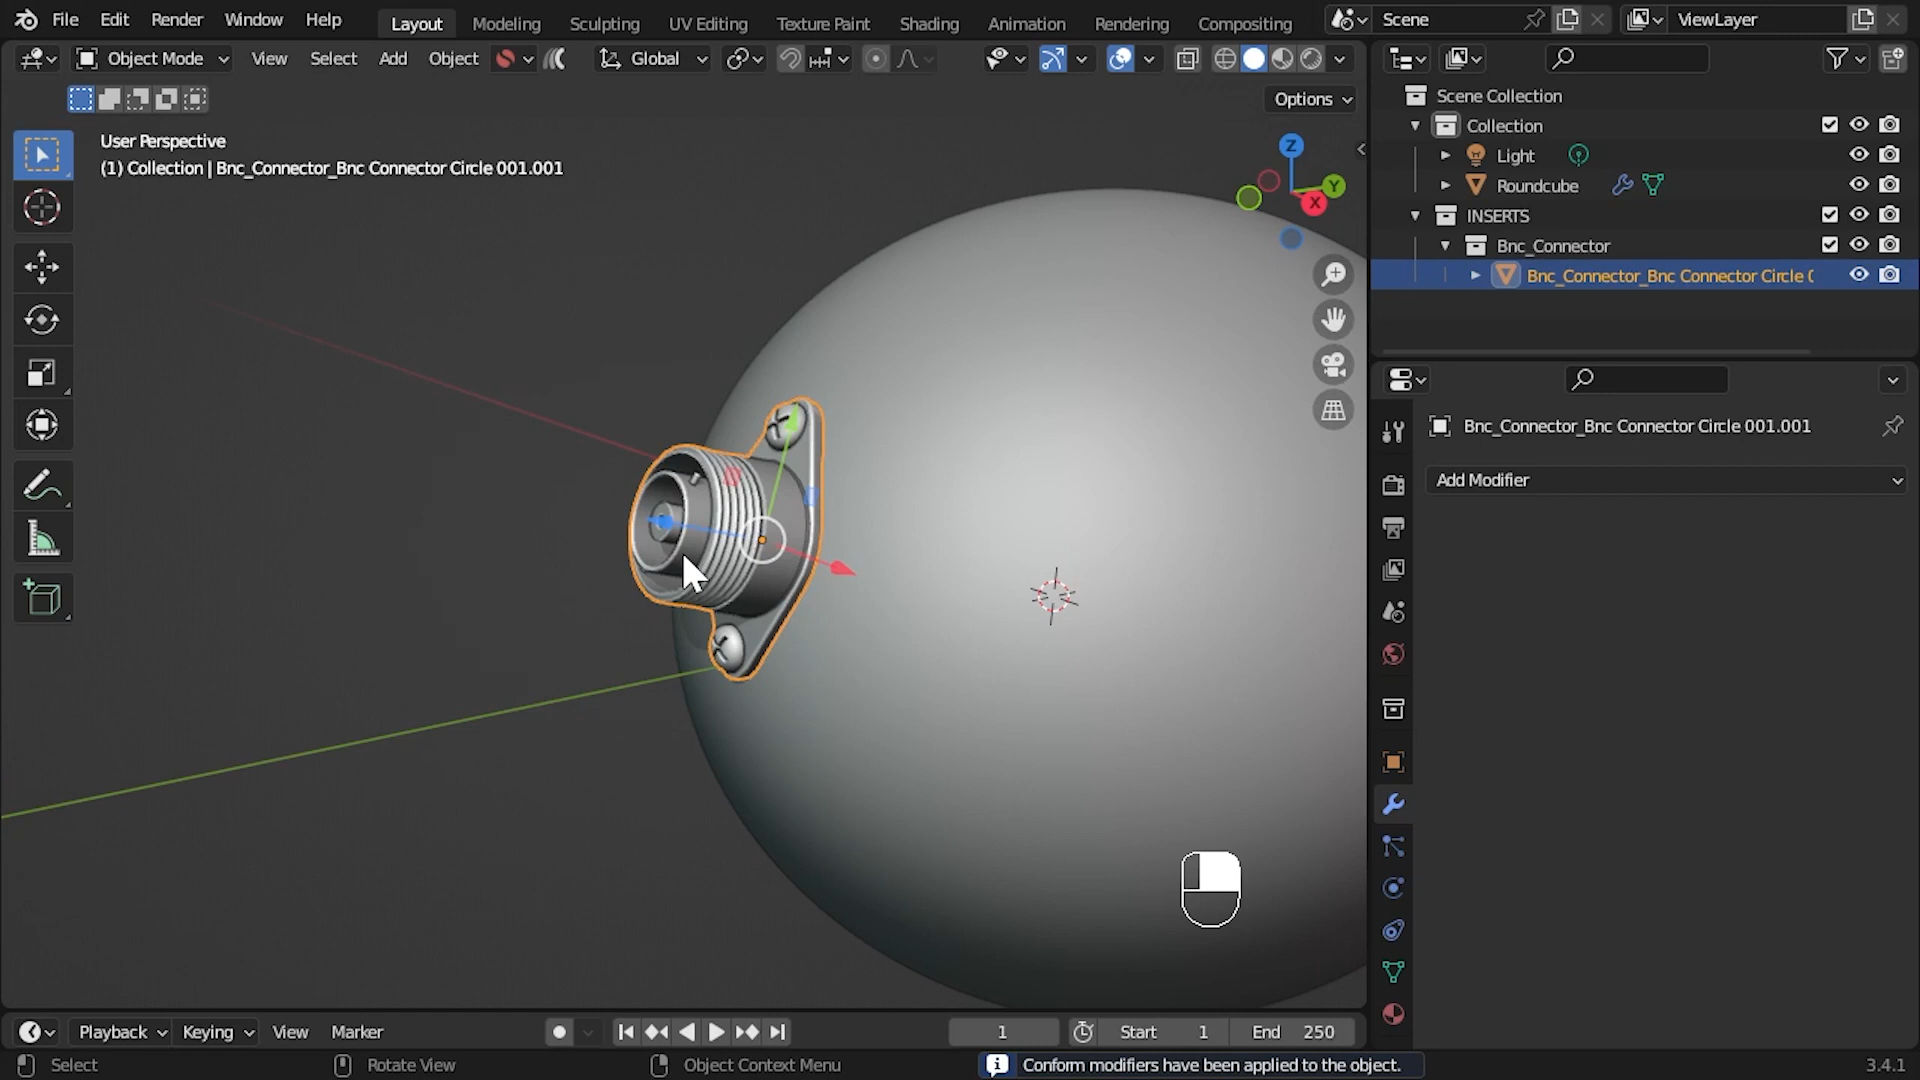 File Edit Render Window Help Layout Modeling Sculpting UV Editing Texture Paint Shading Animation Rendering Compositing Scene ViewLayer
Object Mode View Select Add Object Global
Options
User Perspective
(1) Collection | Bnc_Connector_Bnc Connector Circle 001.001
Z
Y
X
Scene Collection
Collection
Light
Roundcube
INSERTS
Bnc_Connector
Bnc_Connector_Bnc Connector Circle 0
Bnc_Connector_Bnc Connector Circle 001.001
Add Modifier
Playback Keying View Marker 1 Start 1 End 250
Select Rotate View Object Context Menu Conform modifiers have been applied to the object. 3.4.1